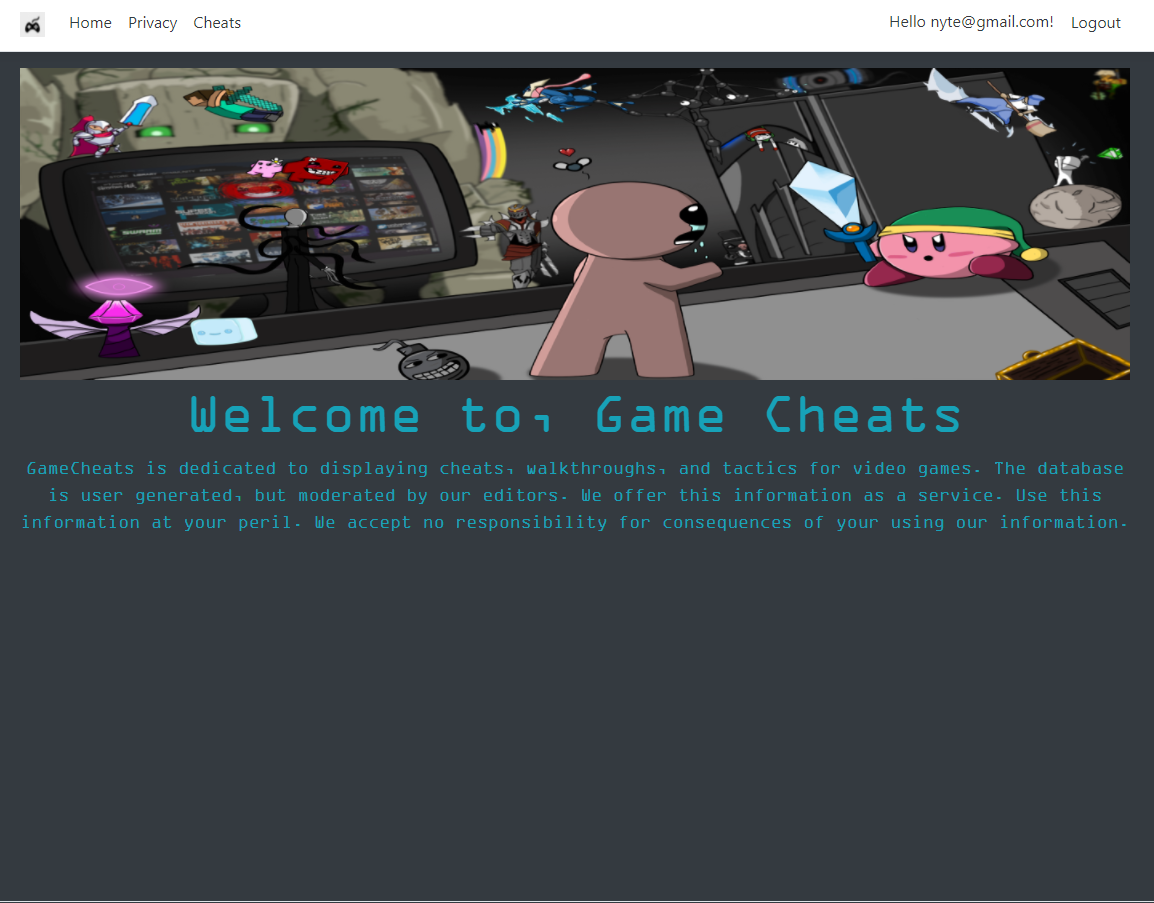 Home Privacy Cheats Hello nyte@gmail.com! Logout
Welcome to, Game Cheats
GameCheats is dedicated to displaying cheats, walkthroughs, and tactics for video games. The database
is user generated, but moderated by our editors. We offer this information as a service. Use this
information at your peril. We accept no responsibility for consequences of your using our information.